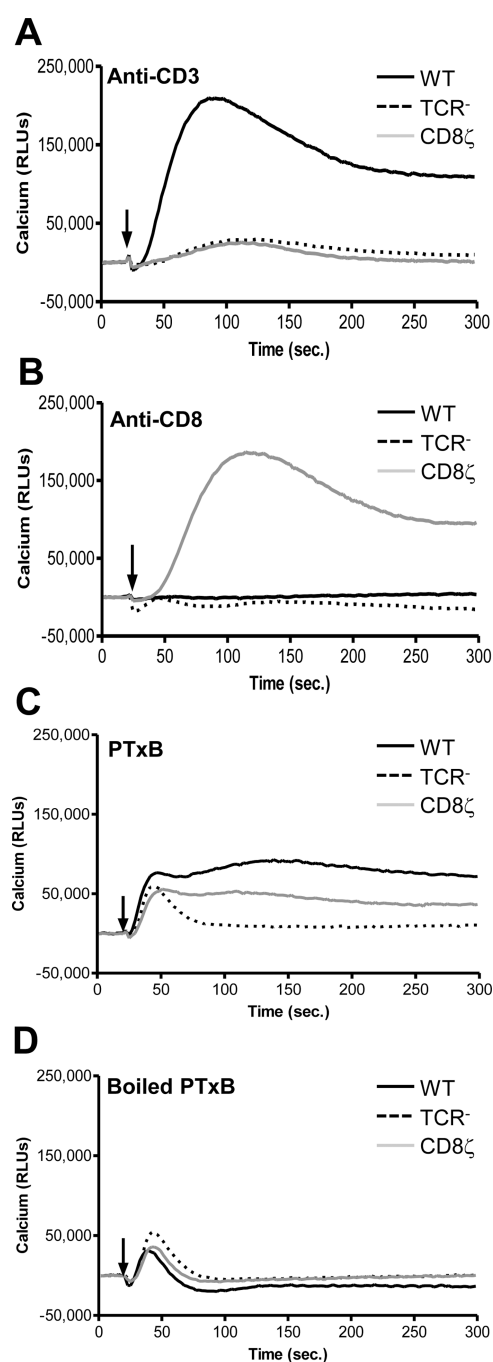 A
Anti-CD3
WT
TCR-
CD8ζ
Calcium (RLUs)
250,000
150,000
50,000
-50,000
0 50 100 150 200 250 300
Time (sec.)
B
Anti-CD8
WT
TCR-
CD8ζ
Calcium (RLUs)
250,000
150,000
50,000
-50,000
0 50 100 150 200 250 300
Time (sec.)
C
PTxB
WT
TCR-
CD8ζ
Calcium (RLUs)
250,000
150,000
50,000
-50,000
0 50 100 150 200 250 300
Time (sec.)
D
Boiled PTxB
WT
TCR-
CD8ζ
Calcium (RLUs)
250,000
150,000
50,000
-50,000
0 50 100 150 200 250 300
Time (sec.)